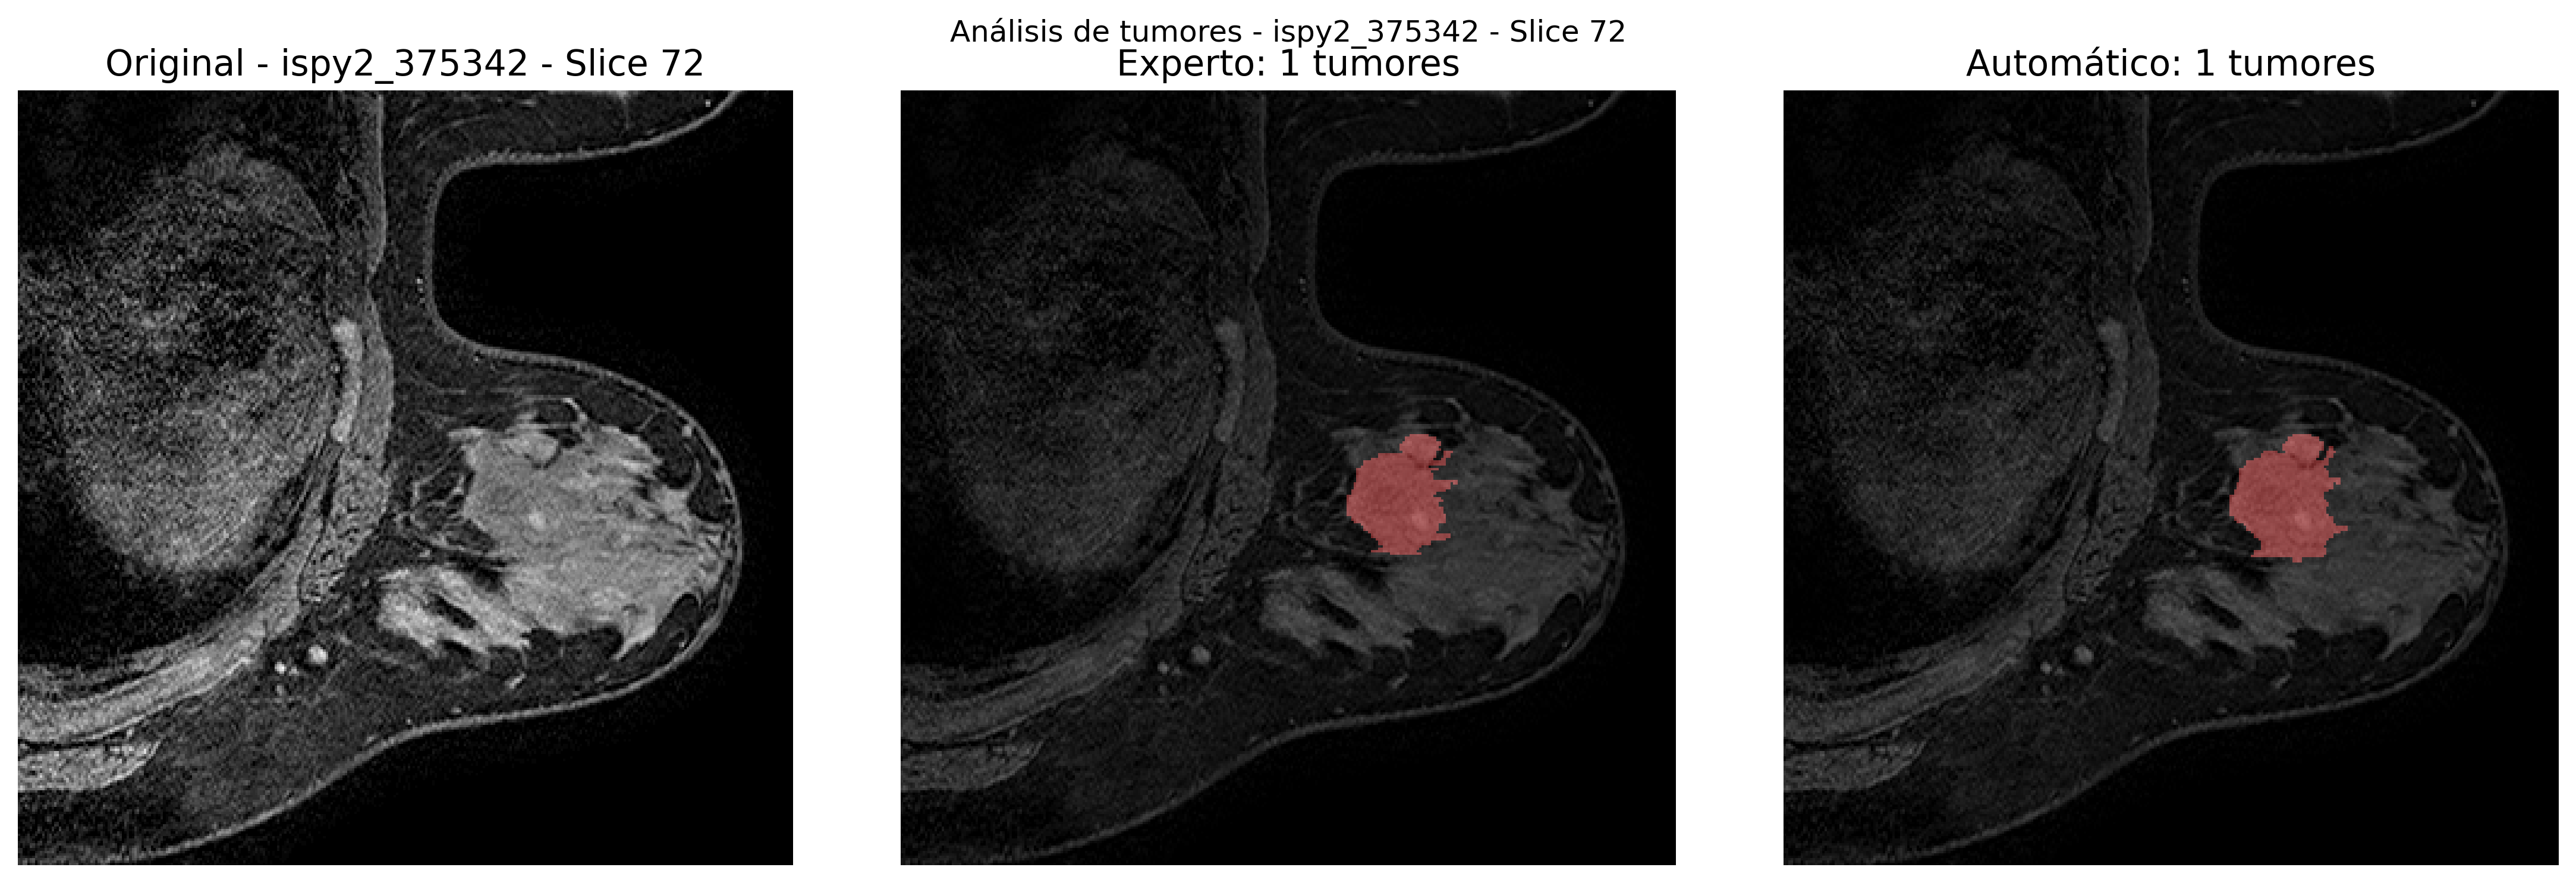 Análisis de tumores - ispy2_375342 - Slice 72
Original - ispy2_375342 - Slice 72
Experto: 1 tumores
Automático: 1 tumores